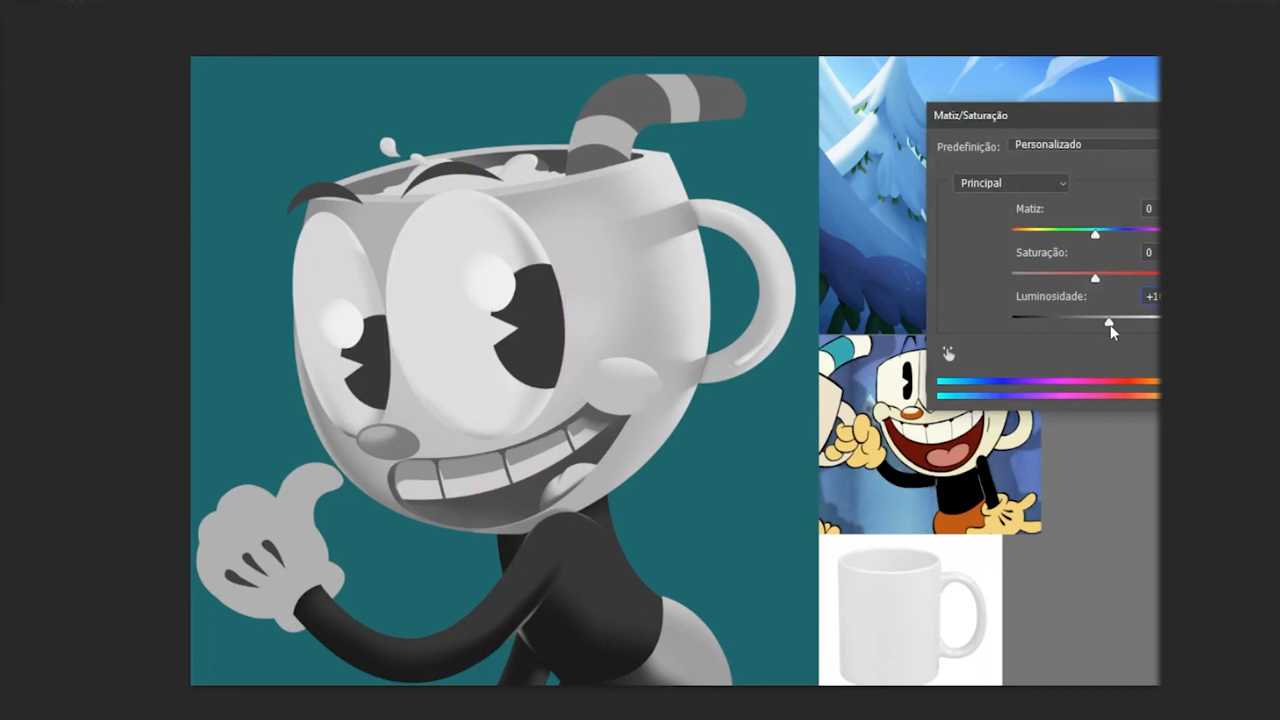 Matiz/Saturação
Predefinição: Personalizado
Principal
Matiz: 0
Saturação: 0
Luminosidade: